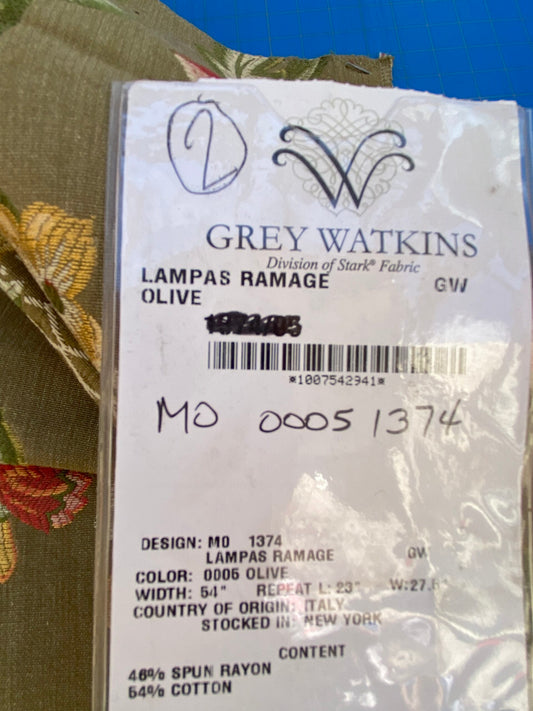 2
W
GREY WATKINS
Division of Stark® Fabric
LAMPAS RAMAGE GW
OLIVE
*1007542941*
MO 00051374
DESIGN: MO 1374
LAMPAS RAMAGE GW
COLOR: 0005 OLIVE
WIDTH: 54" REPEAT L: 23" W:27.
COUNTRY OF ORIGIN: ITALY
STOCKED IN: NEW YORK
CONTENT
46% SPUN RAYON
54% COTTON